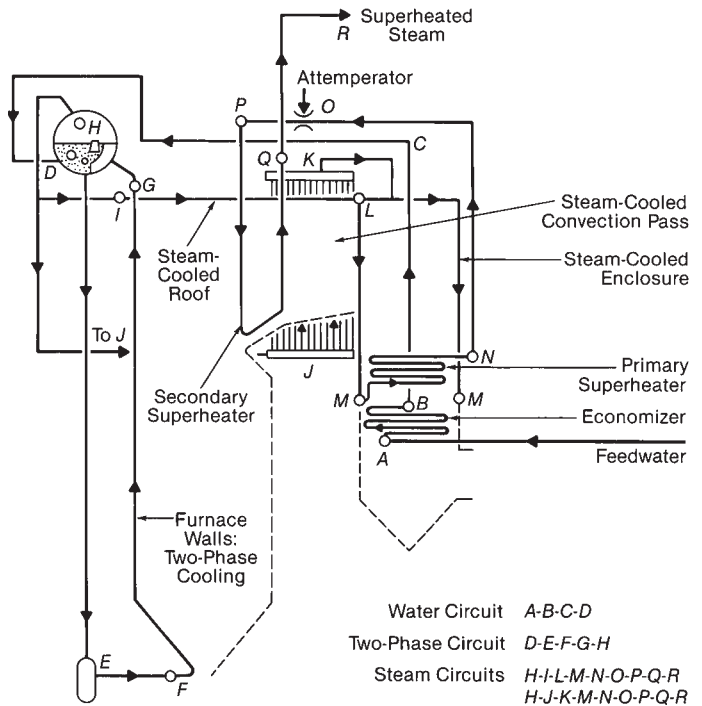 R
Superheated
Steam
Attemperator
P
O
H
C
D
Q
K
G
I
L
Steam-Cooled
Convection Pass
Steam-
Cooled
Roof
Steam-Cooled
Enclosure
To J
J
N
Primary
Superheater
Secondary
Superheater
M
B
M
Economizer
A
Feedwater
Furnace
Walls:
Two-Phase
Cooling
E
F
Water Circuit A-B-C-D
Two-Phase Circuit D-E-F-G-H
Steam Circuits H-I-L-M-N-O-P-Q-R
H-J-K-M-N-O-P-Q-R